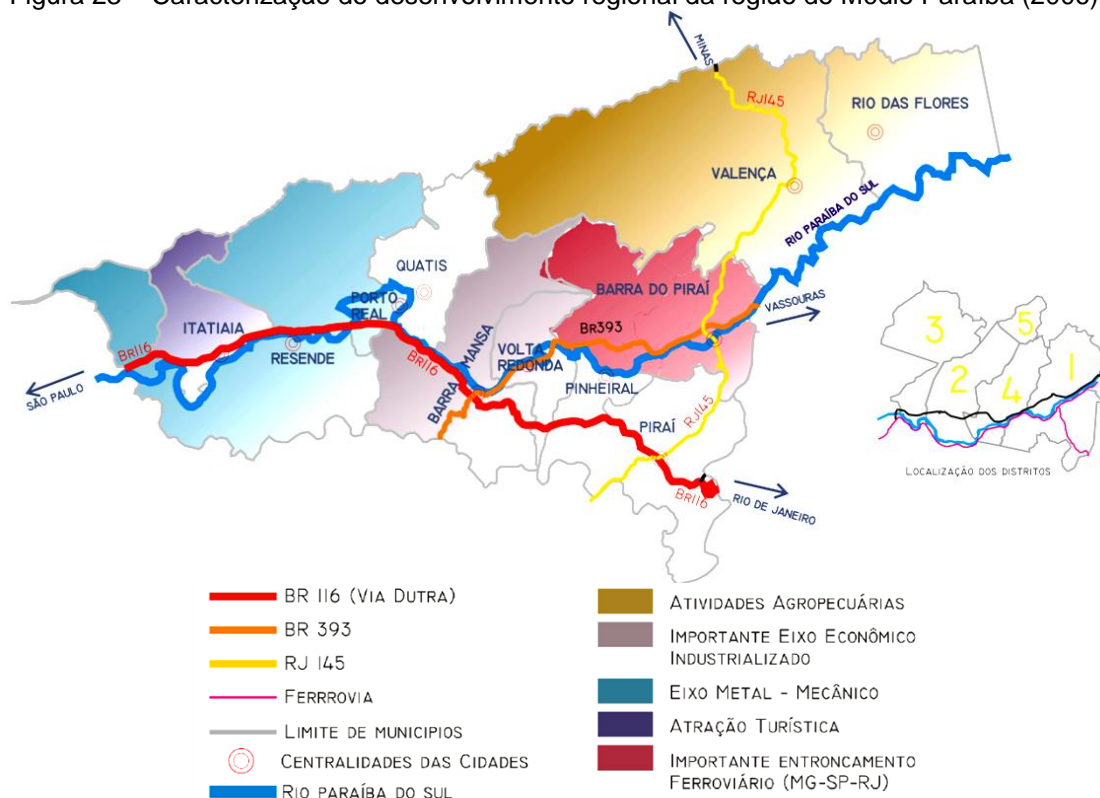 Figura 28 – Caracterização do desenvolvimento regional da região do Médio Paraíba (2006)
MINAS
RJ145
RIO DAS FLORES
VALENÇA
RIO PARAÍBA DO SUL
QUATIS
PORTO
REAL
BARRA DO PIRAÍ
ITATIAIA
BR393
VASSOURAS
BR116
RESENDE
BR116
BARRA MANSA
VOLTA
REDONDA
PINHEIRAL
SÃO PAULO
PIRAÍ
RJ145
BR116
RIO DE JANEIRO
3
5
2
4
1
LOCALIZAÇÃO DOS DISTRITOS
BR 116 (VIA DUTRA)
BR 393
RJ 145
FERRROVIA
LIMITE DE MUNICIPIOS
CENTRALIDADES DAS CIDADES
RIO PARAÍBA DO SUL
ATIVIDADES AGROPECUÁRIAS
IMPORTANTE EIXO ECONÔMICO
INDUSTRIALIZADO
EIXO METAL - MECÂNICO
ATRAÇÃO TURÍSTICA
IMPORTANTE ENTRONCAMENTO
FERROVIÁRIO (MG-SP-RJ)